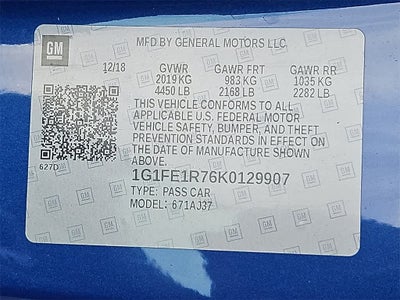 GM
MFD BY GENERAL MOTORS LLC
12/18 GVWR GAWR FRT GAWR RR
2019 KG 983 KG 1035 KG
4450 LB 2168 LB 2282 LB
THIS VEHICLE CONFORMS TO ALL
APPLICABLE U.S. FEDERAL MOTOR
VEHICLE SAFETY, BUMPER, AND THEFT
PREVENTION STANDARDS IN EFFECT ON
THE DATE OF MANUFACTURE SHOWN
ABOVE.
627D
1G1FE1R76K0129907
TYPE: PASS CAR
MODEL: 671AJ37